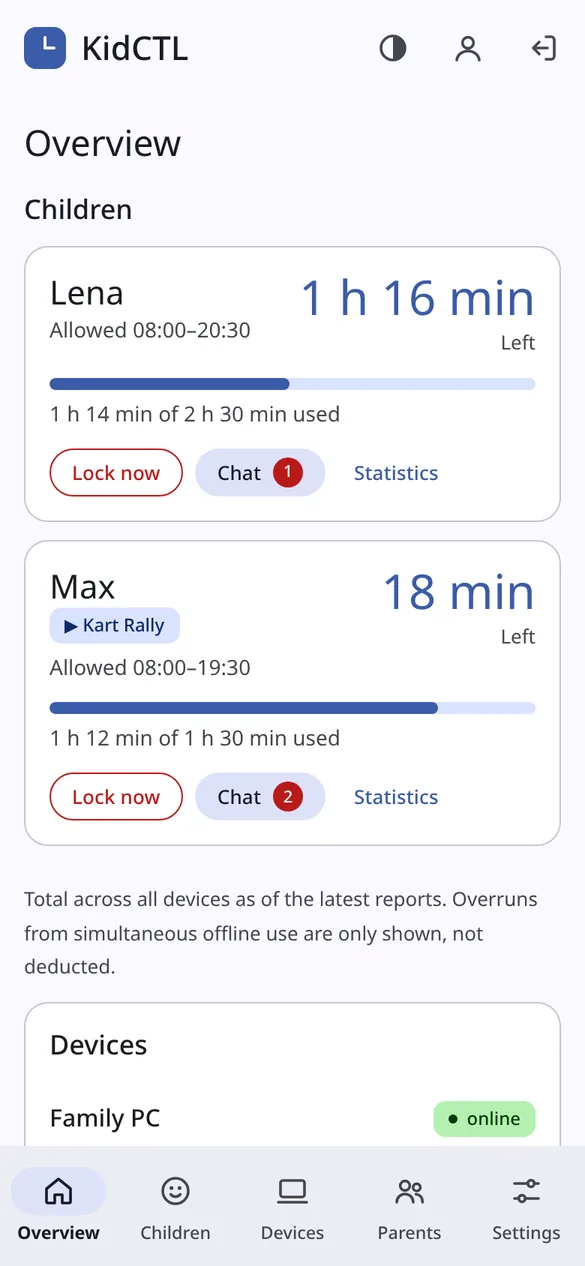 KidCTL
Overview
Children
Lena
1 h 16 min
Allowed 08:00–20:30
Left
1 h 14 min of 2 h 30 min used
Lock now
Chat
1
Statistics
Max
18 min
▶ Kart Rally
Left
Allowed 08:00–19:30
1 h 12 min of 1 h 30 min used
Lock now
Chat
2
Statistics
Total across all devices as of the latest reports. Overruns
from simultaneous offline use are only shown, not
deducted.
Devices
Family PC
online
Overview
Children
Devices
Parents
Settings